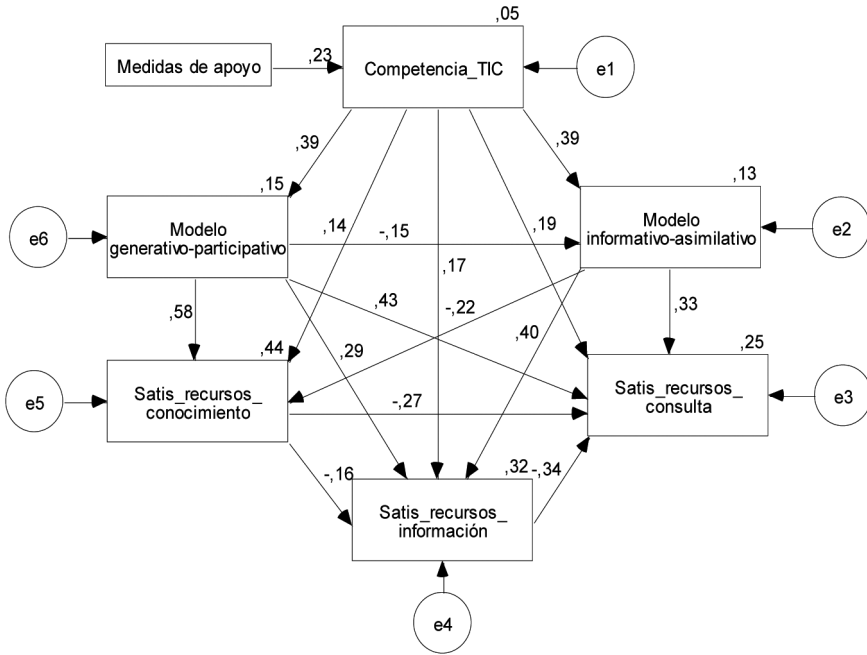 ,05
Medidas de apoyo
,23
Competencia_TIC
e1
,39
,39
,15
,13
e6
Modelo
generativo-participativo
,14
-,15
,19
Modelo
informativo-asimilativo
e2
,17
,58
,43
-,22
,33
,44
,29
,40
,25
e5
Satis_recursos_
conocimiento
-,27
Satis_recursos_
consulta
e3
-,16
,32
-,34
Satis_recursos_
información
e4